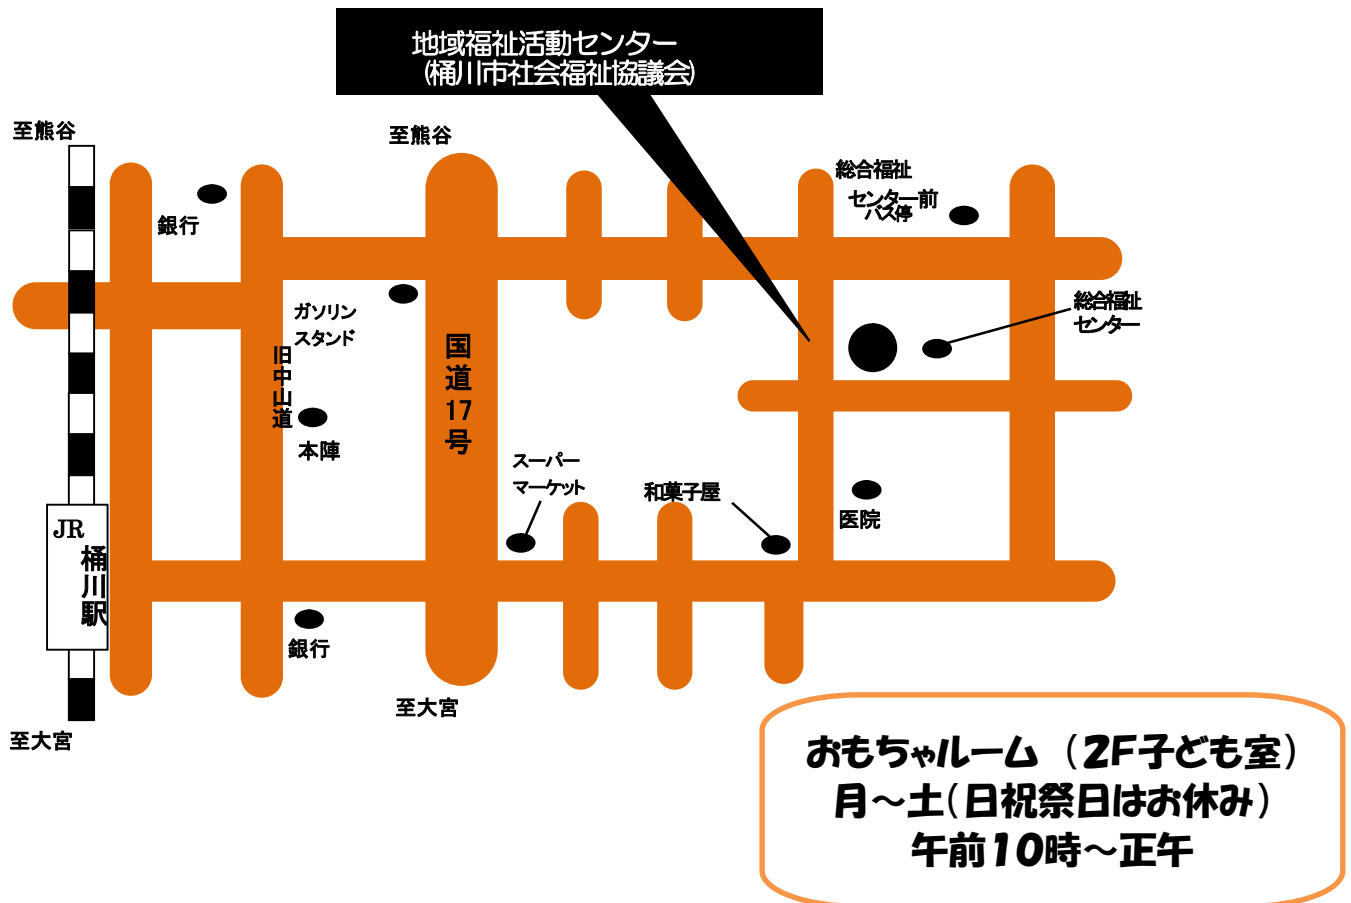 地域福祉活動センター
(桶川市社会福祉協議会)
至熊谷
至熊谷
総合福祉
センター前
バス停
銀行
ガソリン
スタンド
総合福祉
センター
旧中山道
国道17号
本陣
スーパー
マーケット
和菓子屋
医院
JR
桶川駅
銀行
至大宮
至大宮
おもちゃルーム（2F子ども室）
月～土(日祝祭日はお休み)
午前10時～正午